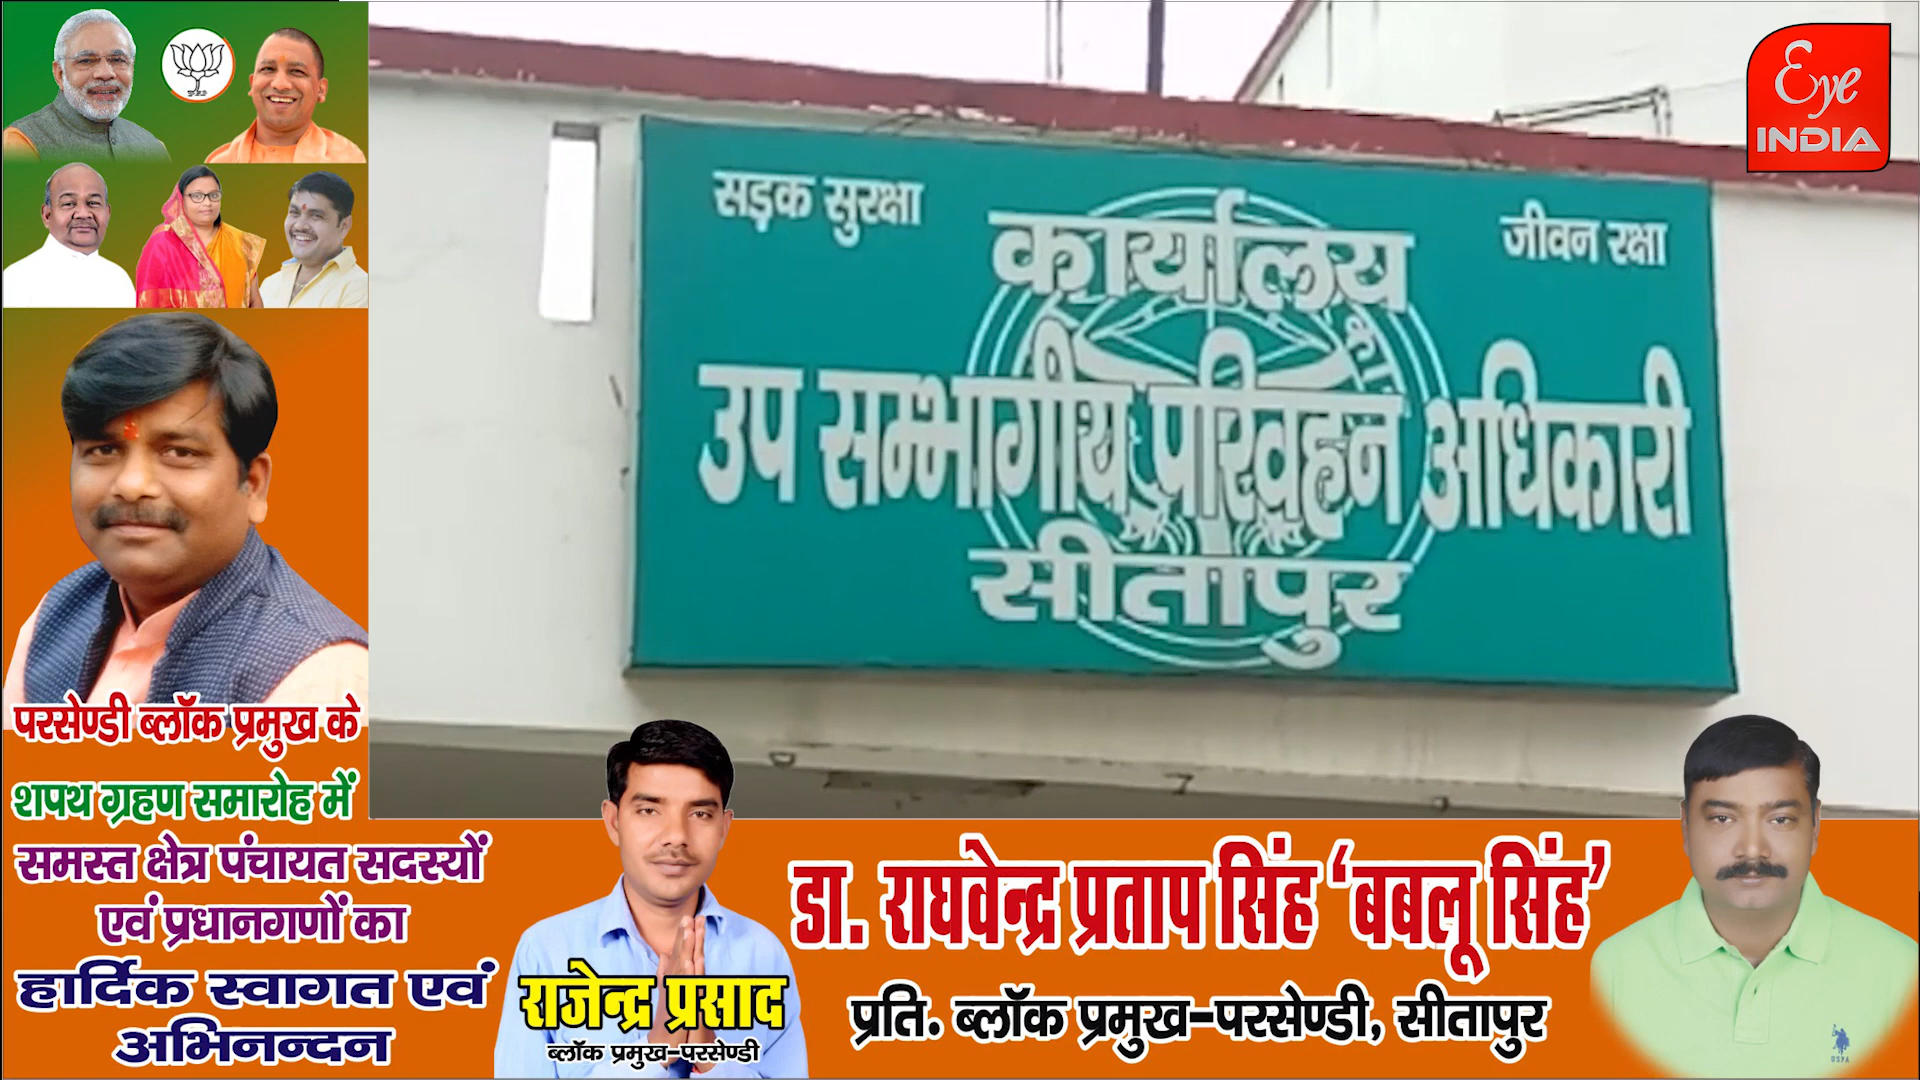 Eye
INDIA
सड़क सुरक्षा
जीवन रक्षा
कार्यालय
उप सम्भागीय परिवहन अधिकारी
सीतापुर
परसेण्डी ब्लॉक प्रमुख के
शपथ ग्रहण समारोह में
समस्त क्षेत्र पंचायत सदस्यों
एवं प्रधानगणों का
हार्दिक स्वागत एवं
अभिनन्दन
राजेन्द्र प्रसाद
ब्लॉक प्रमुख-परसेण्डी
डा. राघवेन्द्र प्रताप सिंह ‘बबलू सिंह’
प्रति. ब्लॉक प्रमुख-परसेण्डी, सीतापुर
USPA